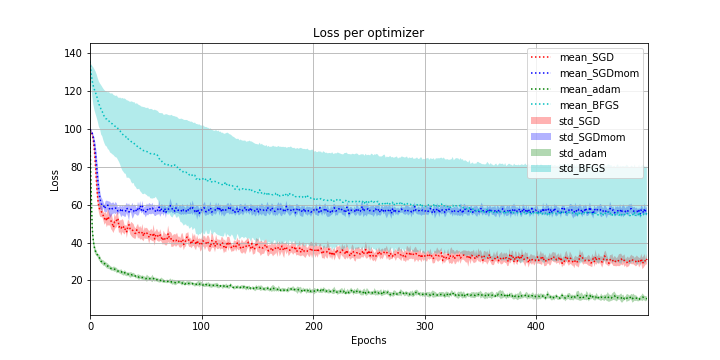 Loss per optimizer
Loss
140
120
100
80
60
40
20
0
100
200
300
400
Epochs
mean_SGD
mean_SGDmom
mean_adam
mean_BFGS
std_SGD
std_SGDmom
std_adam
std_BFGS